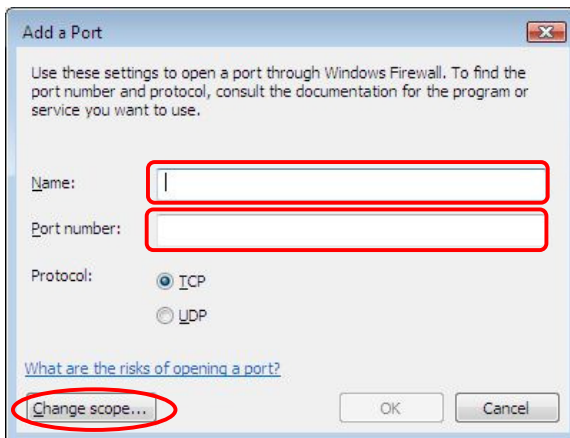 Add a Port
Use these settings to open a port through Windows Firewall. To find the
port number and protocol, consult the documentation for the program or
service you want to use.
Name:
Port number:
Protocol:
TCP
UDP
What are the risks of opening a port?
Change scope...
OK
Cancel